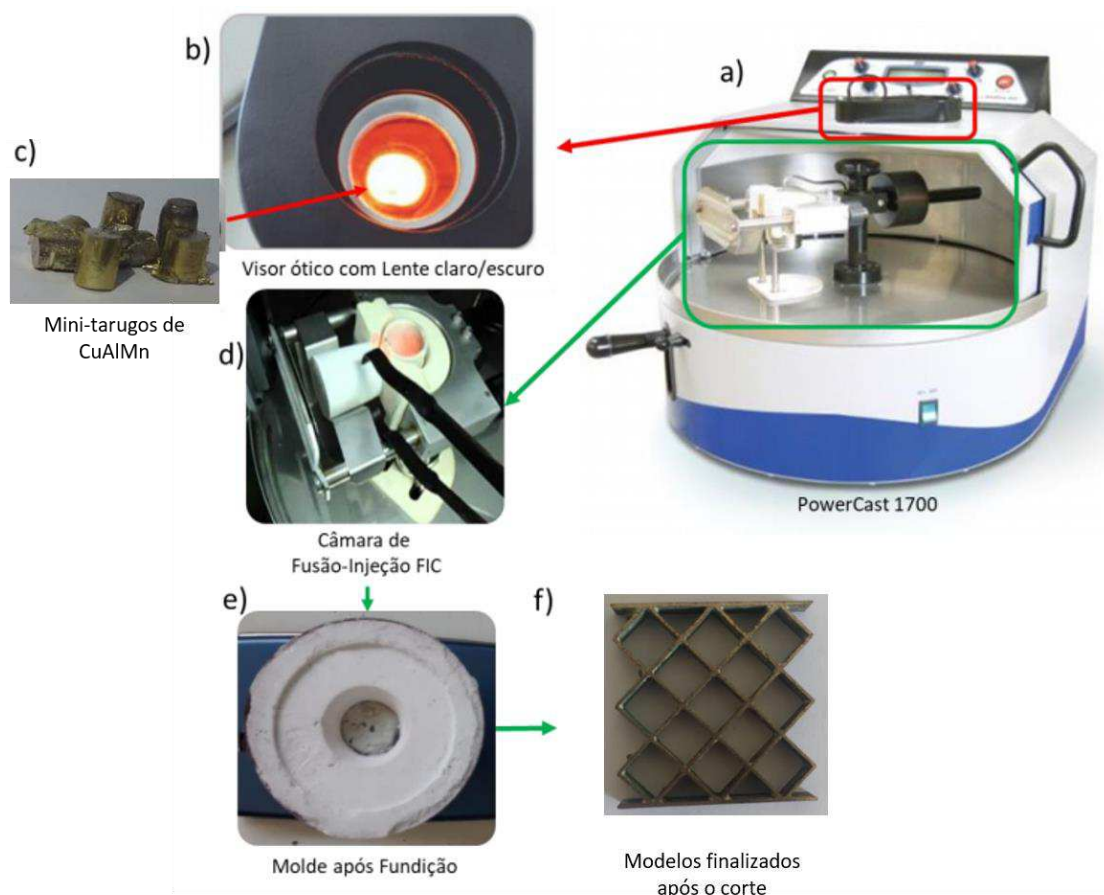 b)
a)
c)
Visor ótico com Lente claro/escuro
Mini-tarugos de
CuAlMn
d)
PowerCast 1700
Câmara de
Fusão-Injeção FIC
e)
f)
Molde após Fundição
Modelos finalizados
após o corte